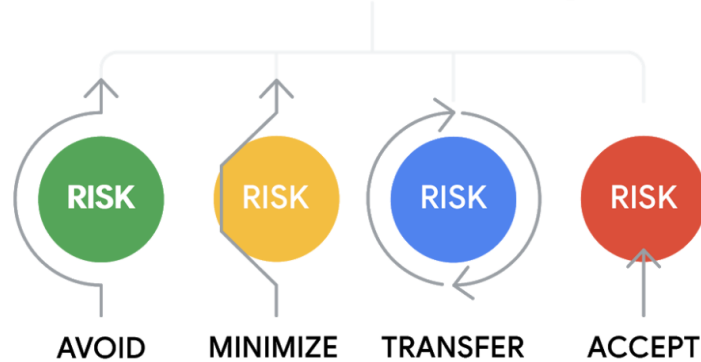 RISK
RISK
RISK
RISK
AVOID
MINIMIZE
TRANSFER
ACCEPT